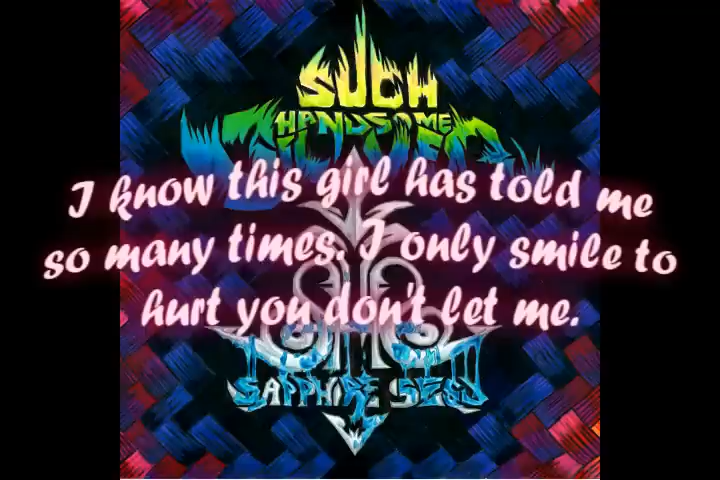 SUCH
HANDSOME
I know this girl has told me
so many times. I only smile to
hurt you don't let me.
SAPPHIRE